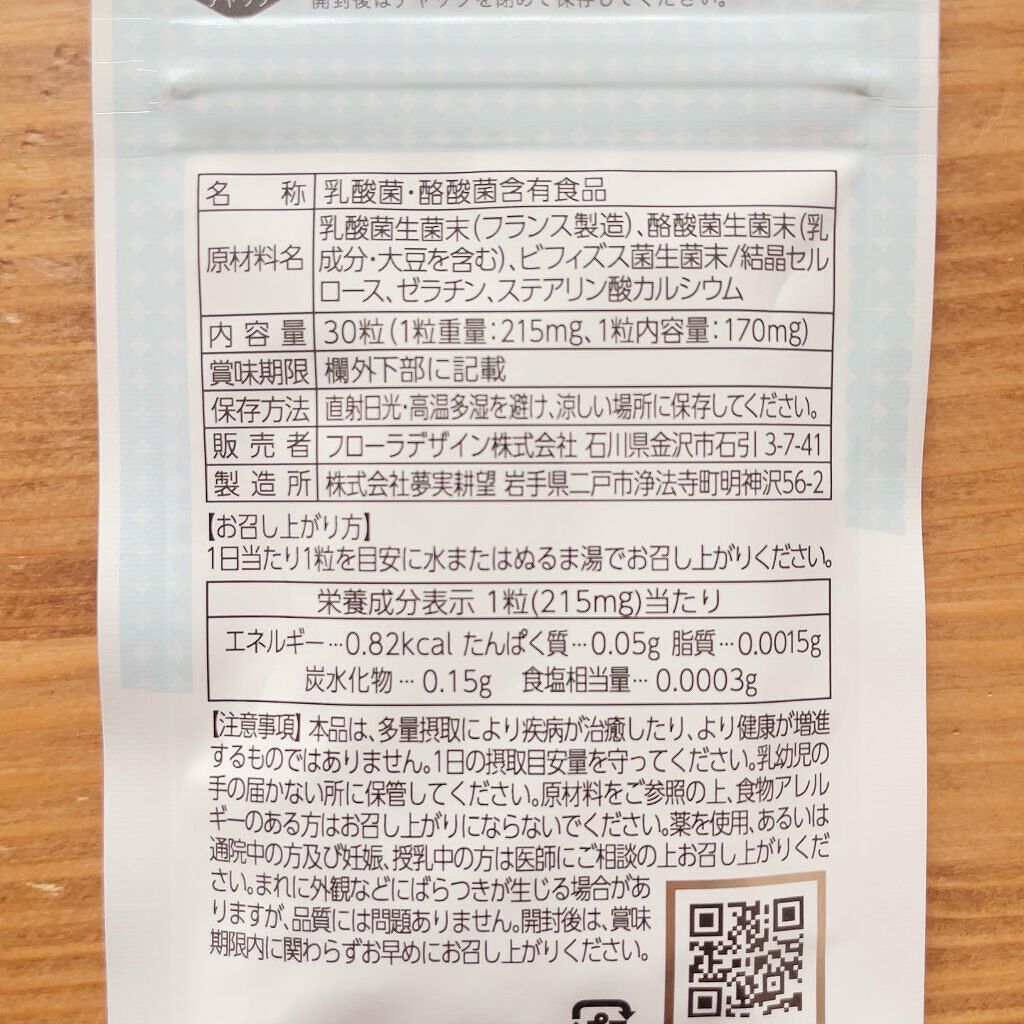 チャック
開封後はチャックを閉めて保存してください。
名 称 乳酸菌・酪酸菌含有食品
原材料名 乳酸菌生菌末(フランス製造)、酪酸菌生菌末(乳
成分・大豆を含む)、ビフィズス菌生菌末/結晶セル
ロース、ゼラチン、ステアリン酸カルシウム
内容量 30粒(1粒重量:215mg、1粒内容量:170mg)
賞味期限 欄外下部に記載
保存方法 直射日光・高温多湿を避け、涼しい場所に保存してください。
販売者 フローラデザイン株式会社 石川県金沢市石引 3-7-41
製造所 株式会社夢実耕望 岩手県二戸市浄法寺町明神沢56-2
【お召し上がり方】
1日当たり1粒を目安に水またはぬるま湯でお召し上がりください。
栄養成分表示 1粒(215mg)当たり
エネルギー…0.82kcal たんぱく質…0.05g 脂質…0.0015g
炭水化物…0.15g 食塩相当量…0.0003g
【注意事項】本品は、多量摂取により疾病が治癒したり、より健康が増進
するものではありません。1日の摂取目安量を守ってください。乳幼児の
手の届かない所に保管してください。原材料をご参照の上、食物アレル
ギーのある方はお召し上がりにならないでください。薬を使用、あるいは
通院中の方及び妊娠、授乳中の方は医師にご相談の上お召し上がりくだ
さい。まれに外観などにばらつきが生じる場合があ
りますが、品質には問題ありません。開封後は、賞味
期限内に関わらずお早めにお召し上がりください。